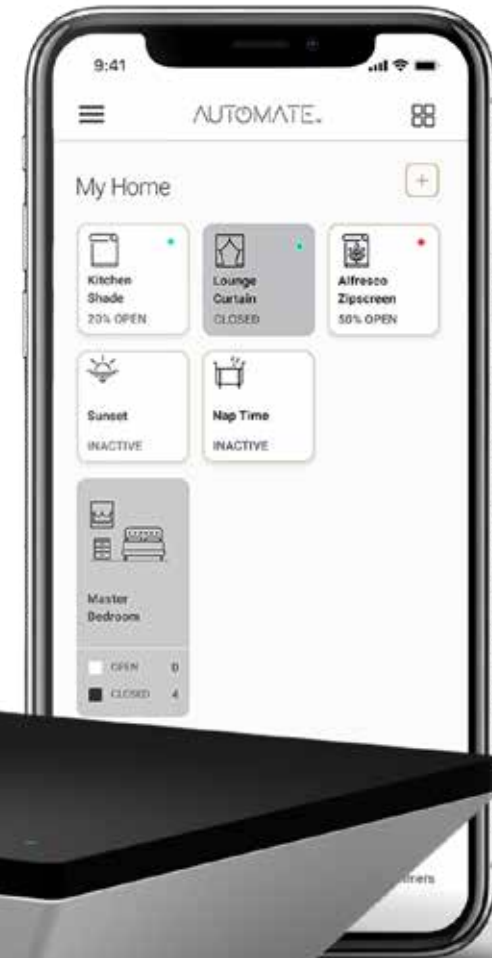 9:41
AUTOMATE
My Home
Kitchen
Shade
20% OPEN
Lounge
Curtain
CLOSED
Alfresco
Zipscreen
50% OPEN
Sunset
INACTIVE
Nap Time
INACTIVE
Master
Bedroom
OPEN 0
CLOSED 4